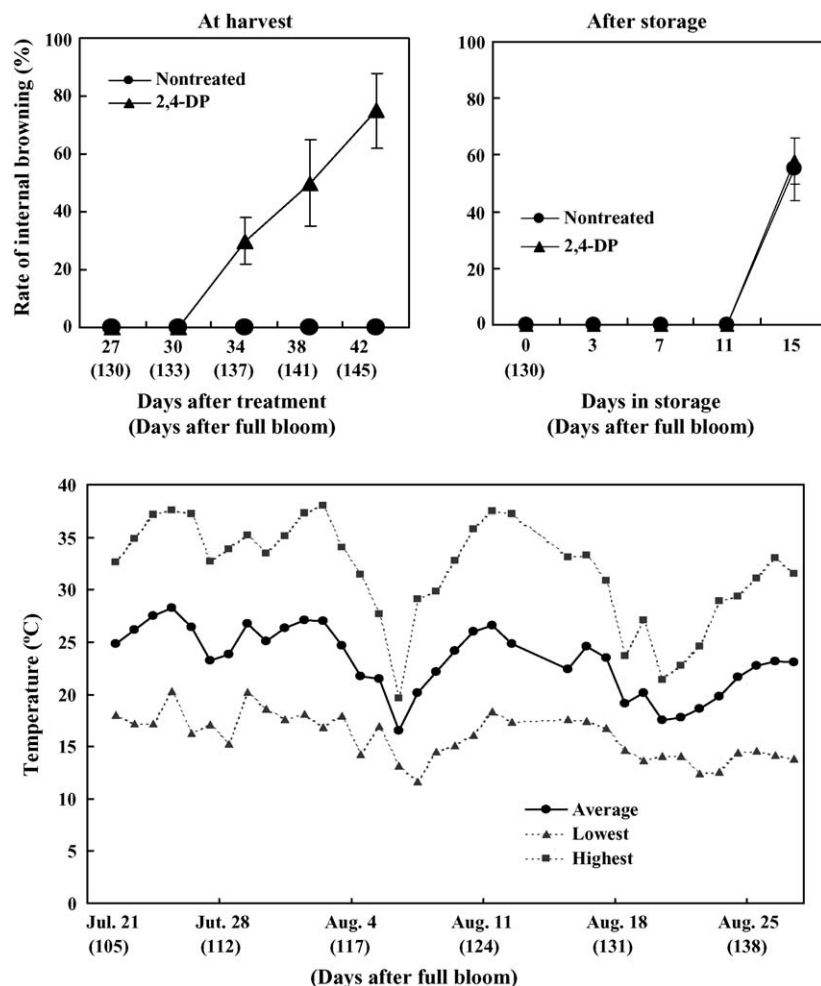 At harvest
Rate of internal browning (%)
100
80
60
40
20
0
Nontreated
2,4-DP
27 30 34 38 42
(130) (133) (137) (141) (145)
Days after treatment
(Days after full bloom)
After storage
100
80
60
40
20
0
Nontreated
2,4-DP
0 3 7 11 15
(130)
Days in storage
(Days after full bloom)
Temperature (ºC)
40
35
30
25
20
15
10
5
0
Average
Lowest
Highest
Jul. 21 Jut. 28 Aug. 4 Aug. 11 Aug. 18 Aug. 25
(105) (112) (117) (124) (131) (138)
(Days after full bloom)